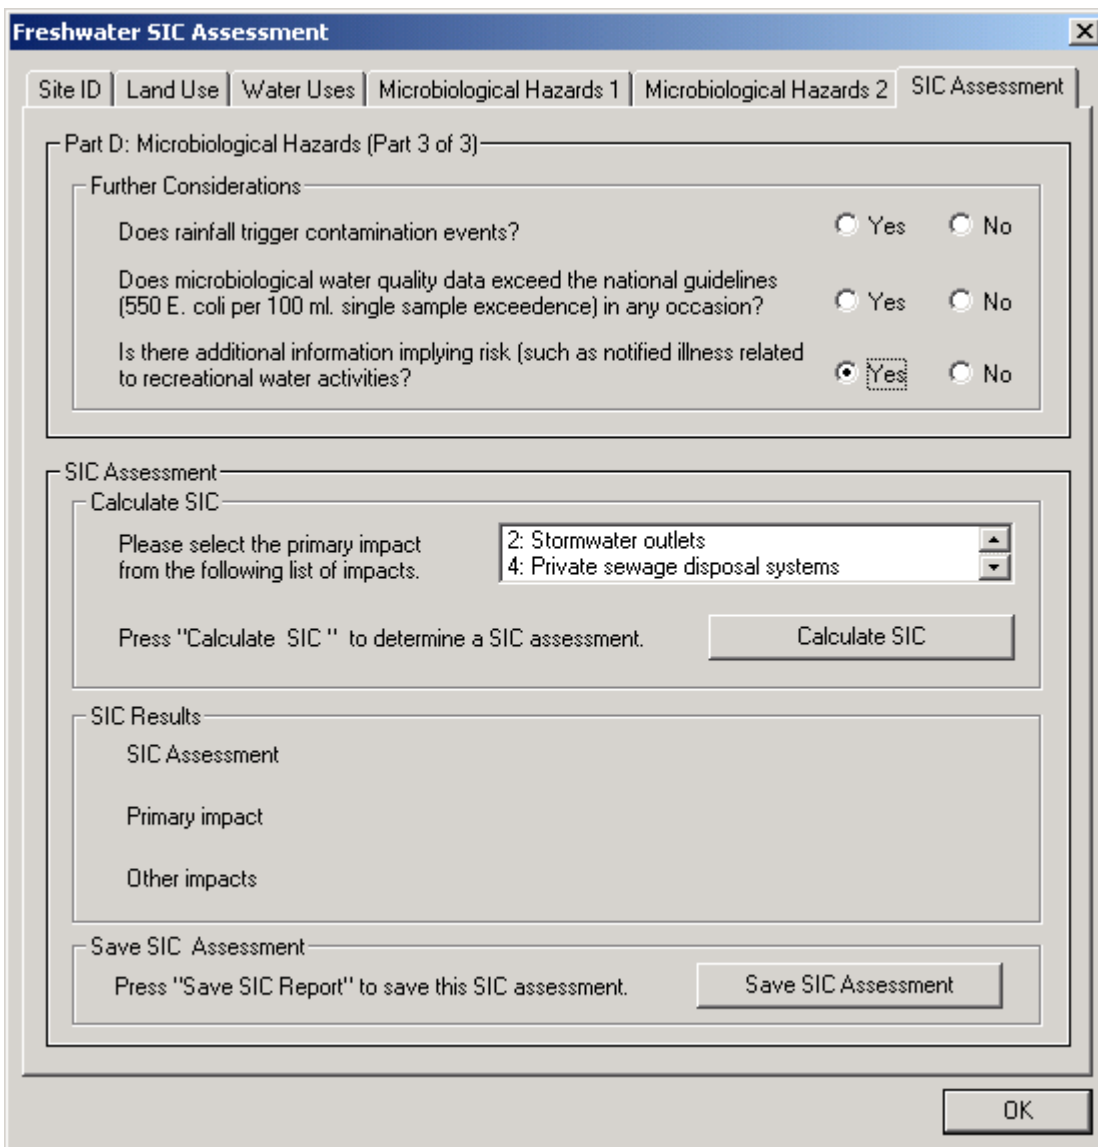 Freshwater SIC Assessment
Site ID
Land Use
Water Uses
Microbiological Hazards 1
Microbiological Hazards 2
SIC Assessment
Part D: Microbiological Hazards (Part 3 of 3)
Further Considerations
Does rainfall trigger contamination events?
Yes
No
Does microbiological water quality data exceed the national guidelines
(550 E. coli per 100 ml. single sample exceedence) in any occasion?
Yes
No
Is there additional information implying risk (such as notified illness related
to recreational water activities?
Yes
No
SIC Assessment
Calculate SIC
Please select the primary impact
from the following list of impacts.
2: Stormwater outlets
4: Private sewage disposal systems
Press "Calculate  SIC "  to determine a SIC assessment.
Calculate SIC
SIC Results
SIC Assessment
Primary impact
Other impacts
Save SIC  Assessment
Press "Save SIC Report" to save this SIC assessment.
Save SIC Assessment
OK